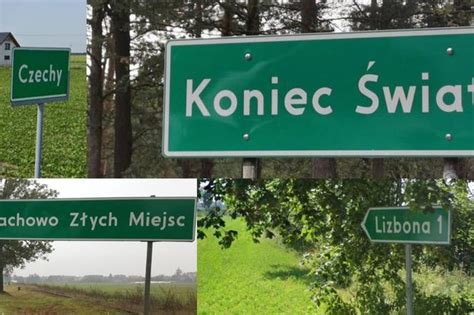 Czechy
Koniec Świat
achowo Złych Miejsc
Lizbona 1